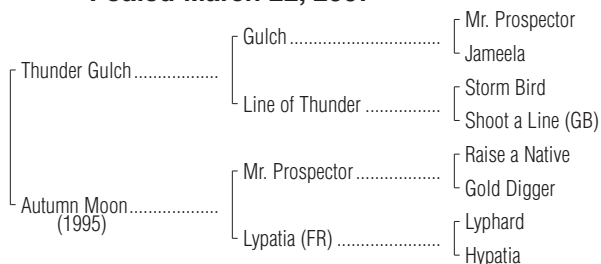 Foaled March 22,
Mr. Prospector
Gulch
Jameela
Thunder Gulch
Storm Bird
Line of Thunder
Shoot a Line (GB)
Raise a Native
Mr. Prospector
Gold Digger
Autumn Moon
(1995)
Lyphard
Lypatia (FR)
Hypatia